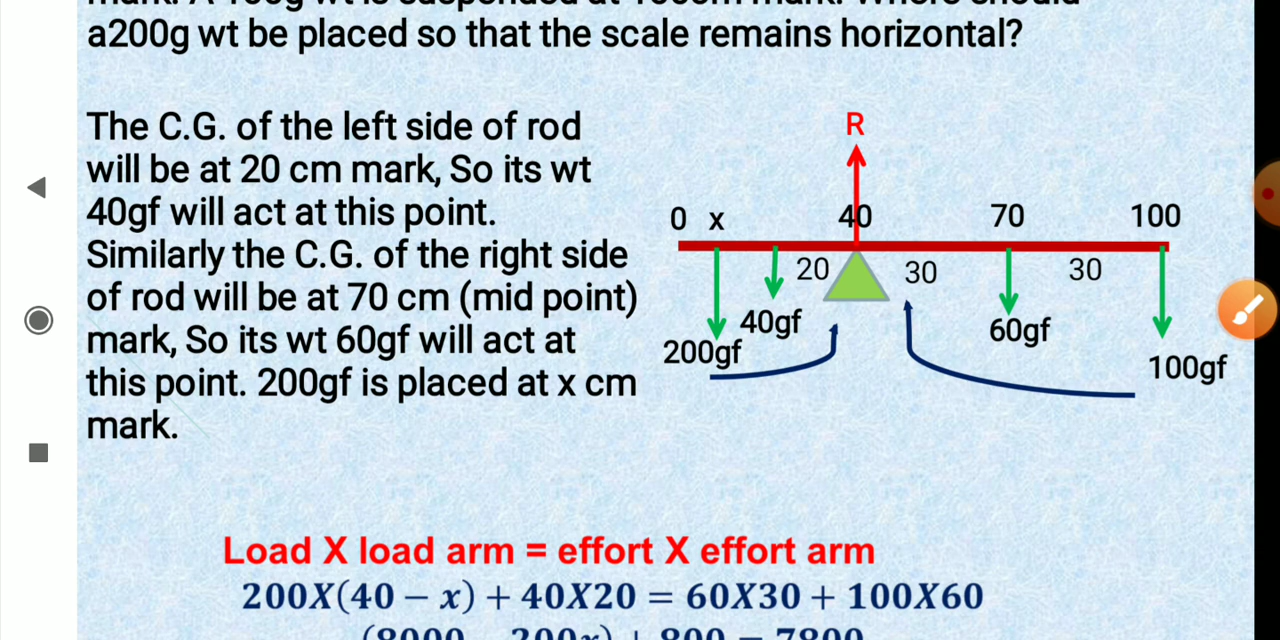 a200g wt be placed so that the scale remains horizontal?
The C.G. of the left side of rod
will be at 20 cm mark, So its wt
40gf will act at this point.
Similarly the C.G. of the right side
of rod will be at 70 cm (mid point)
mark, So its wt 60gf will act at
this point. 200gf is placed at x cm
mark.
R
0 x 40 70 100
20 30 30
40gf 60gf
200gf 100gf
Load X load arm = effort X effort arm
200X(40 − x) + 40X20 = 60X30 + 100X60